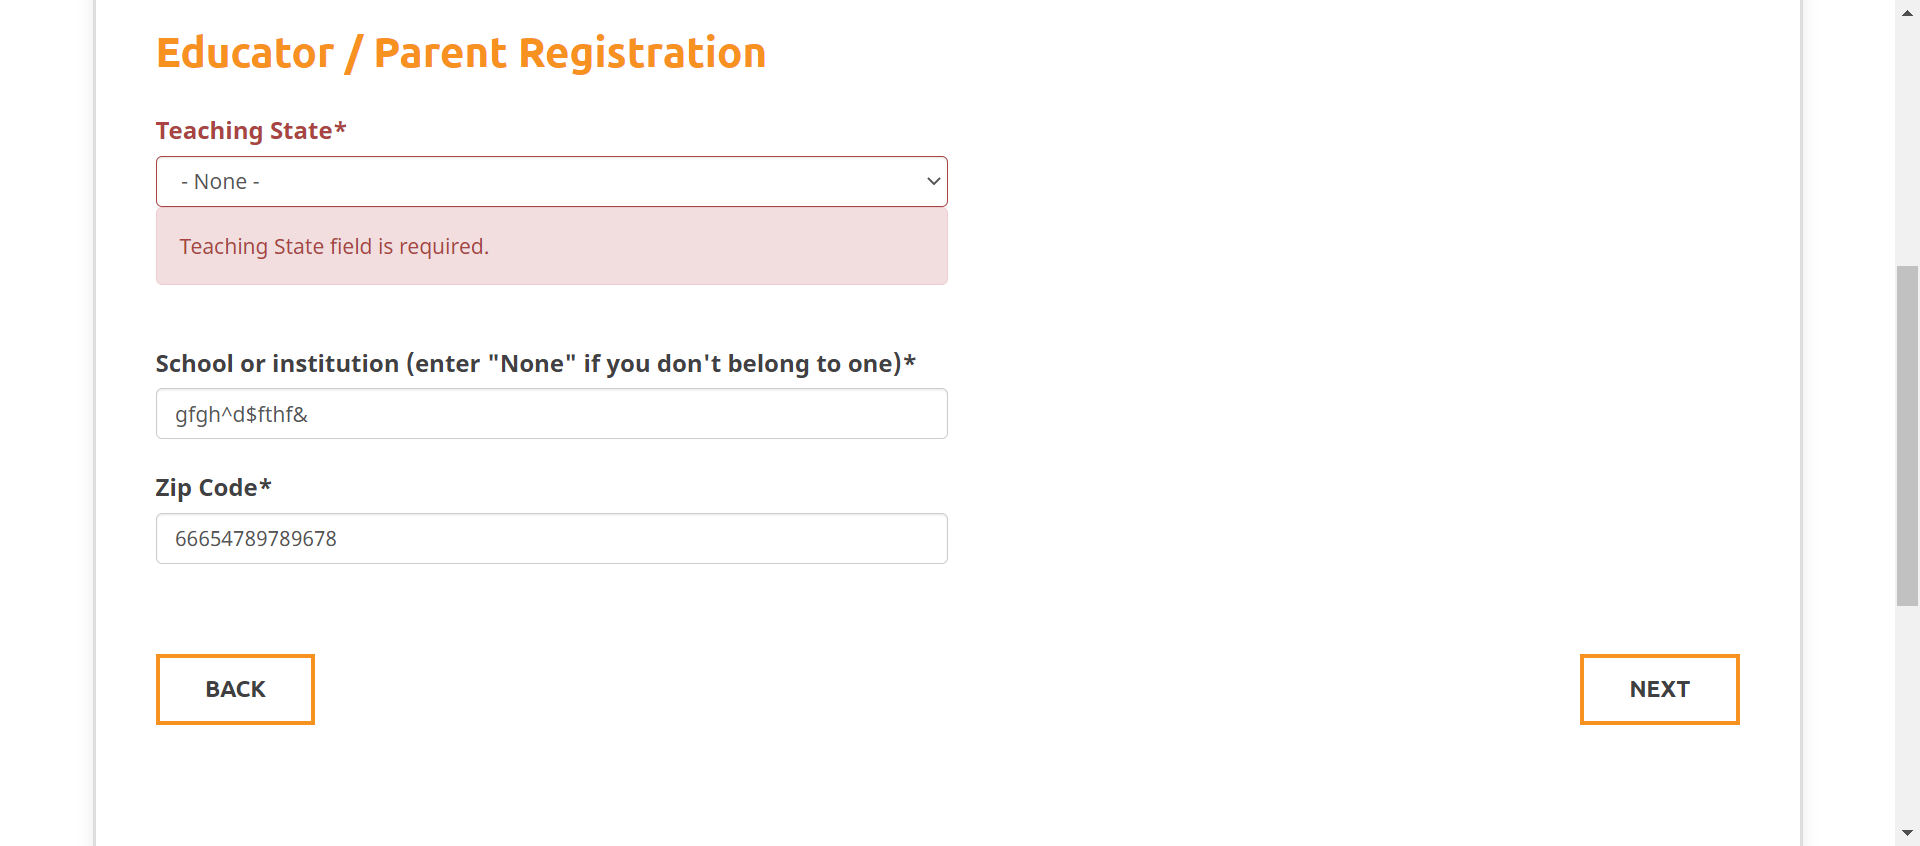 Educator / Parent Registration
Teaching State*
- None -
Teaching State field is required.
School or institution (enter "None" if you don't belong to one)*
gfgh^d$fthf&
Zip Code*
66654789789678
BACK
NEXT